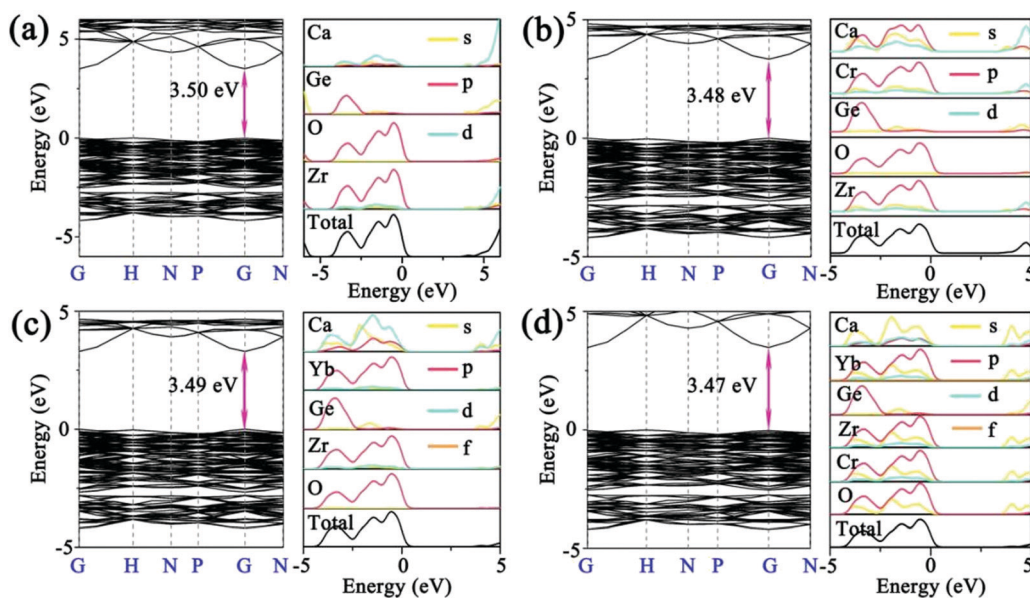 (a)
5
0
-5
Energy (eV)
3.50 eV
G H N P G N
Ca
s
Ge
p
O
d
Zr
Total
-5 0 5
Energy (eV)
(b)
5
0
-5
Energy (eV)
3.48 eV
G H N P G N
Ca
s
Cr
p
Ge
d
O
Zr
Total
-5 0 5
Energy (eV)
(c)
5
0
-5
Energy (eV)
3.49 eV
G H N P G N
Ca
s
Yb
p
Ge
d
Zr
f
O
Total
-5 0 5
Energy (eV)
(d)
5
0
-5
Energy (eV)
3.47 eV
G H N P G N
Ca
s
Yb
p
Ge
d
Zr
f
Cr
O
Total
-5 0 5
Energy (eV)